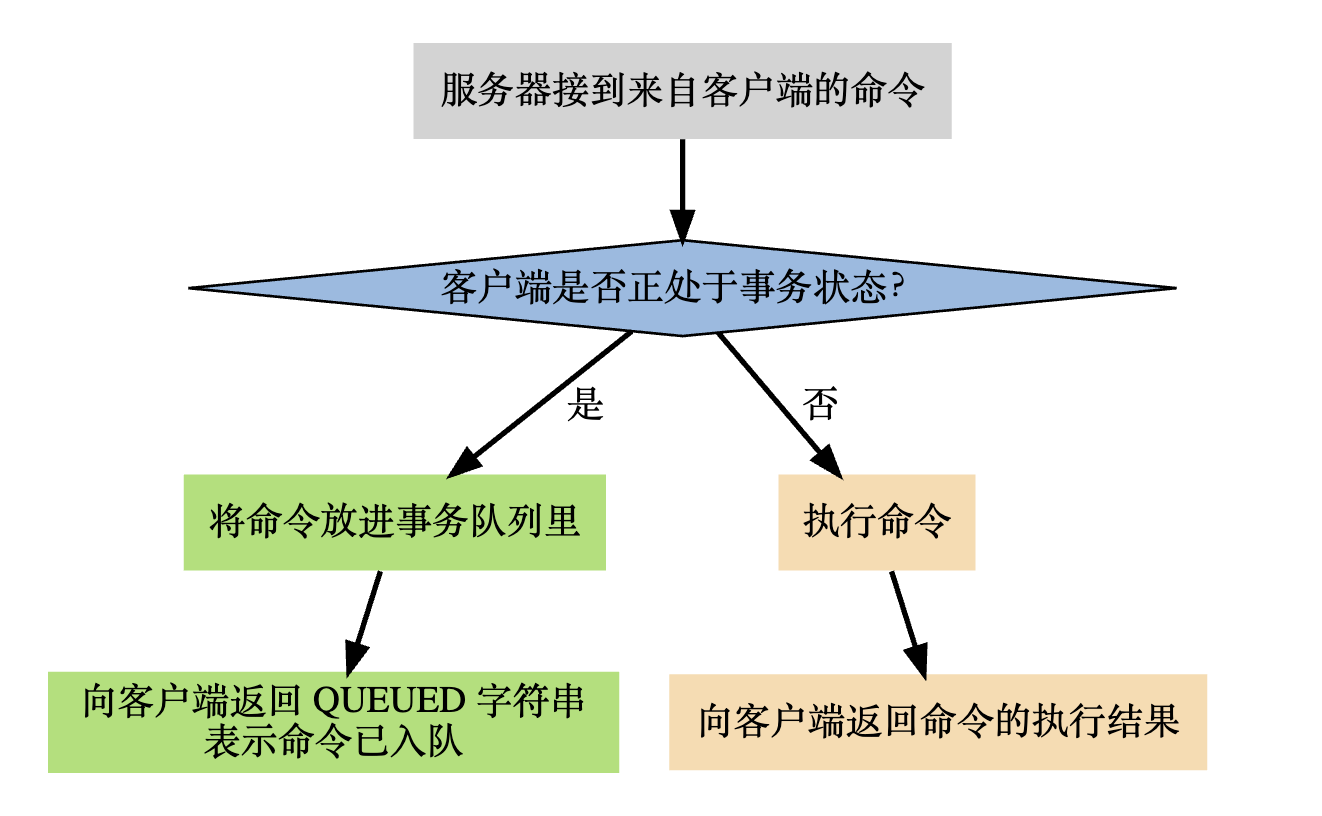 服务器接到来自客户端的命令
客户端是否正处于事务状态?
是
否
将命令放进事务队列里
执行命令
向客户端返回 QUEUED 字符串
表示命令已入队
向客户端返回命令的执行结果